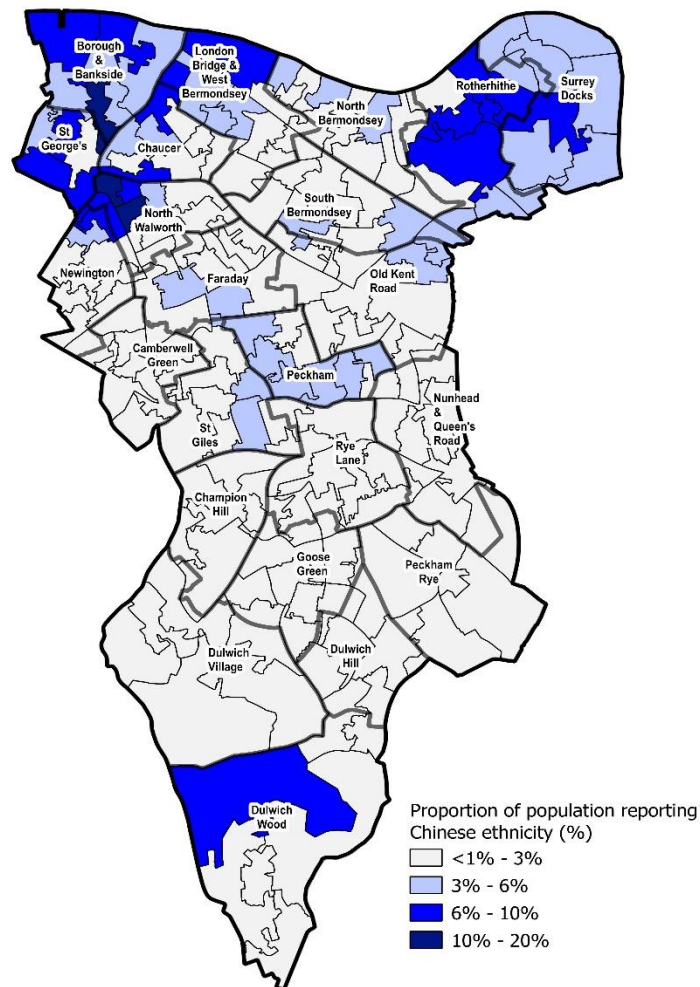 Borough
&
Bankside
London
Bridge &
West
Bermondsey
Rotherhithe
Surrey
Docks
North
Bermondsey
St
George's
Chaucer
South
Bermondsey
North
Walworth
Newington
Faraday
Old Kent
Road
Camberwell
Green
Peckham
Nunhead
&
Queen's
Road
St
Giles
Rye
Lane
Champion
Hill
Goose
Green
Peckham
Rye
Dulwich
Village
Dulwich
Hill
Dulwich
Wood
Proportion of population reporting
Chinese ethnicity (%)
<1% - 3%
3% - 6%
6% - 10%
10% - 20%